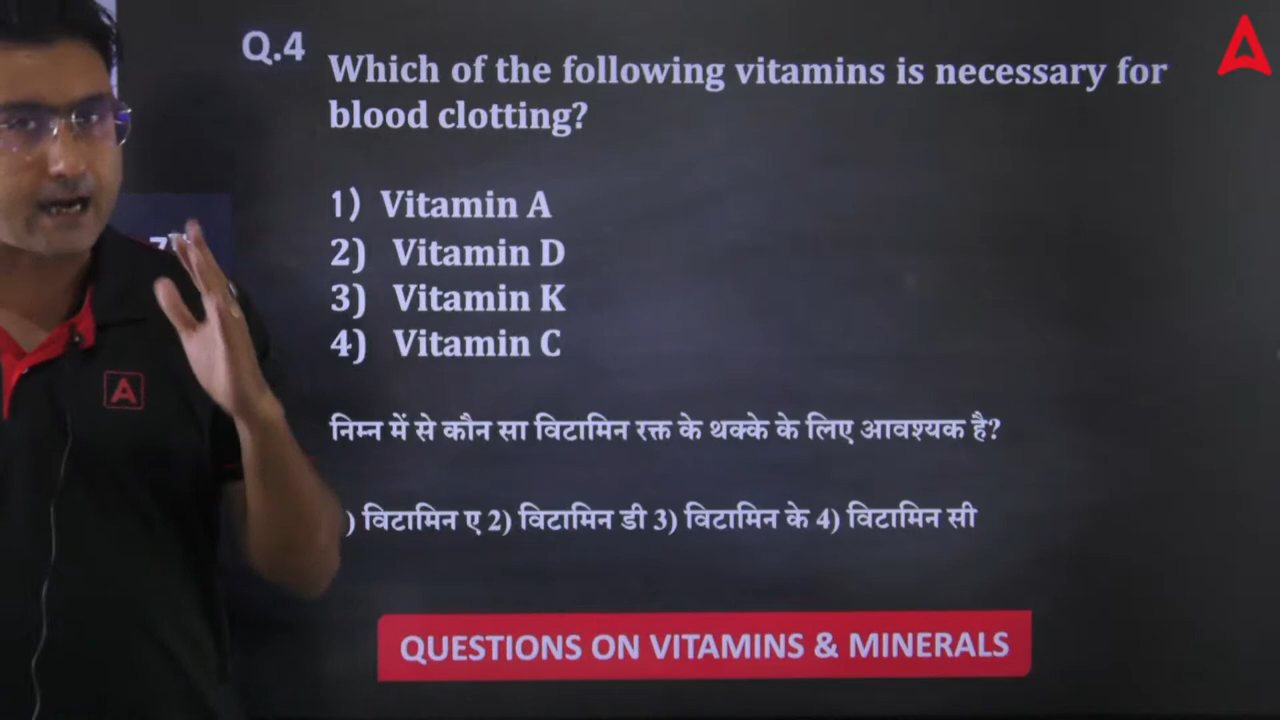 Q.4
Which of the following vitamins is necessary for
blood clotting?
1) Vitamin A
2) Vitamin D
3) Vitamin K
4) Vitamin C
निम्न में से कौन सा विटामिन रक्त के थक्के के लिए आवश्यक है?
) विटामिन ए 2) विटामिन डी 3) विटामिन के 4) विटामिन सी
QUESTIONS ON VITAMINS & MINERALS
A
A